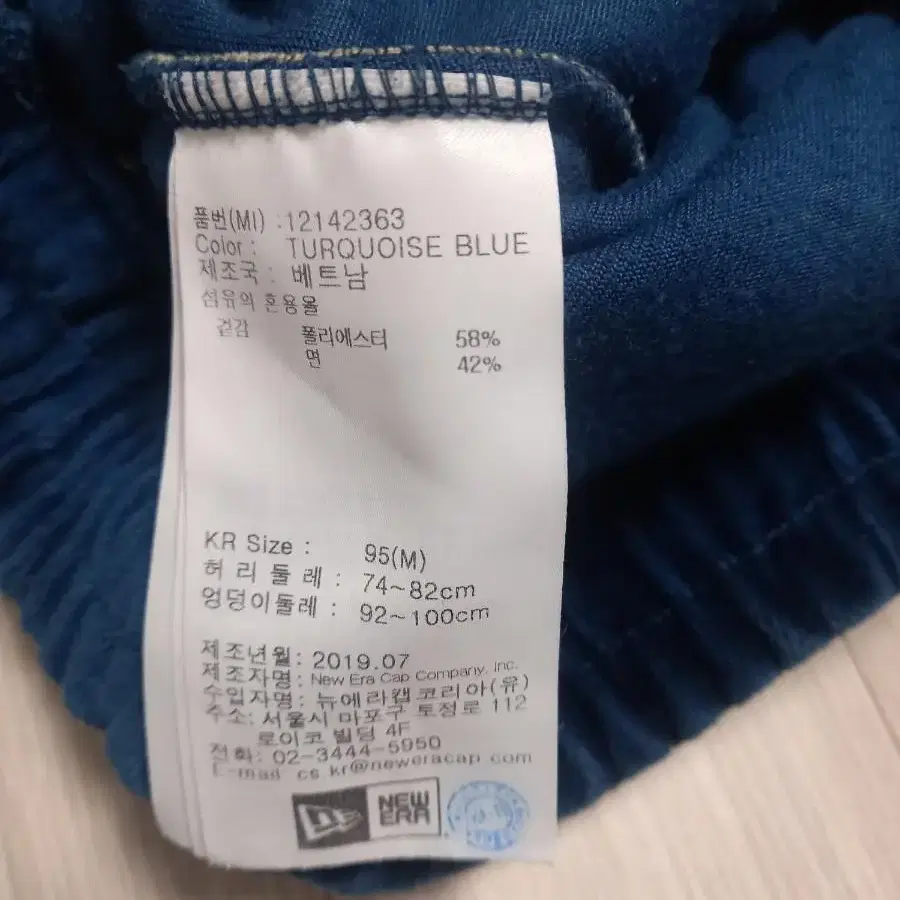 품번(MI) : 12142363
Color : TURQUOISE BLUE
제조국 : 베트남
섬유의 혼용율
겉감 폴리에스터 58%
면 42%
KR Size : 95(M)
허리둘레 : 74~82cm
엉덩이둘레 : 92~100cm
제조년월: 2019.07
제조자명: New Era Cap Company, Inc.
수입자명: 뉴에라캡코리아(유)
주소: 서울시 마포구 토정로 112
로이코 빌딩 4F
전화: 02-3444-5950
E-mail cs kr@neweracap com
NEW
ERA